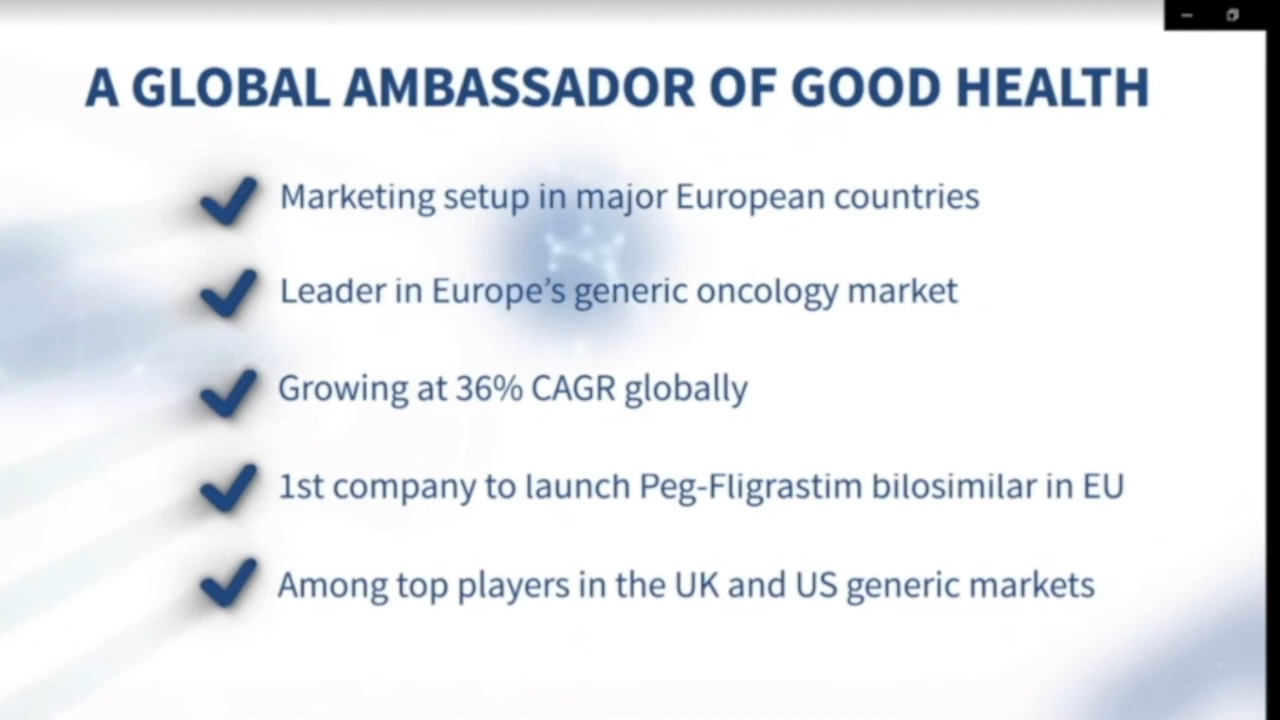 A GLOBAL AMBASSADOR OF GOOD HEALTH
Marketing setup in major European countries
Leader in Europe’s generic oncology market
Growing at 36% CAGR globally
1st company to launch Peg-Fligrastim bilosimilar in EU
Among top players in the UK and US generic markets